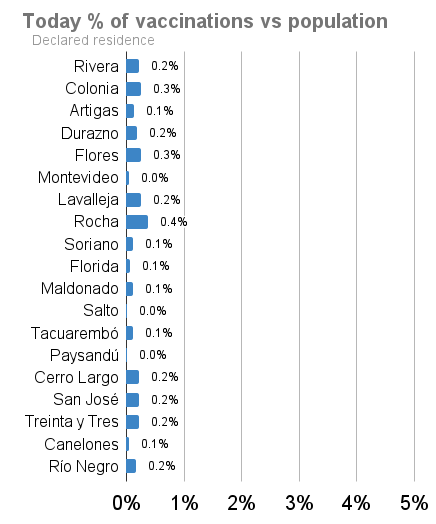 Today % of vaccinations vs population
Declared residence
Rivera 0.2%
Colonia 0.3%
Artigas 0.1%
Durazno 0.2%
Flores 0.3%
Montevideo 0.0%
Lavalleja 0.2%
Rocha 0.4%
Soriano 0.1%
Florida 0.1%
Maldonado 0.1%
Salto 0.0%
Tacuarembó 0.1%
Paysandú 0.0%
Cerro Largo 0.2%
San José 0.2%
Treinta y Tres 0.2%
Canelones 0.1%
Río Negro 0.2%
0% 1% 2% 3% 4% 5%